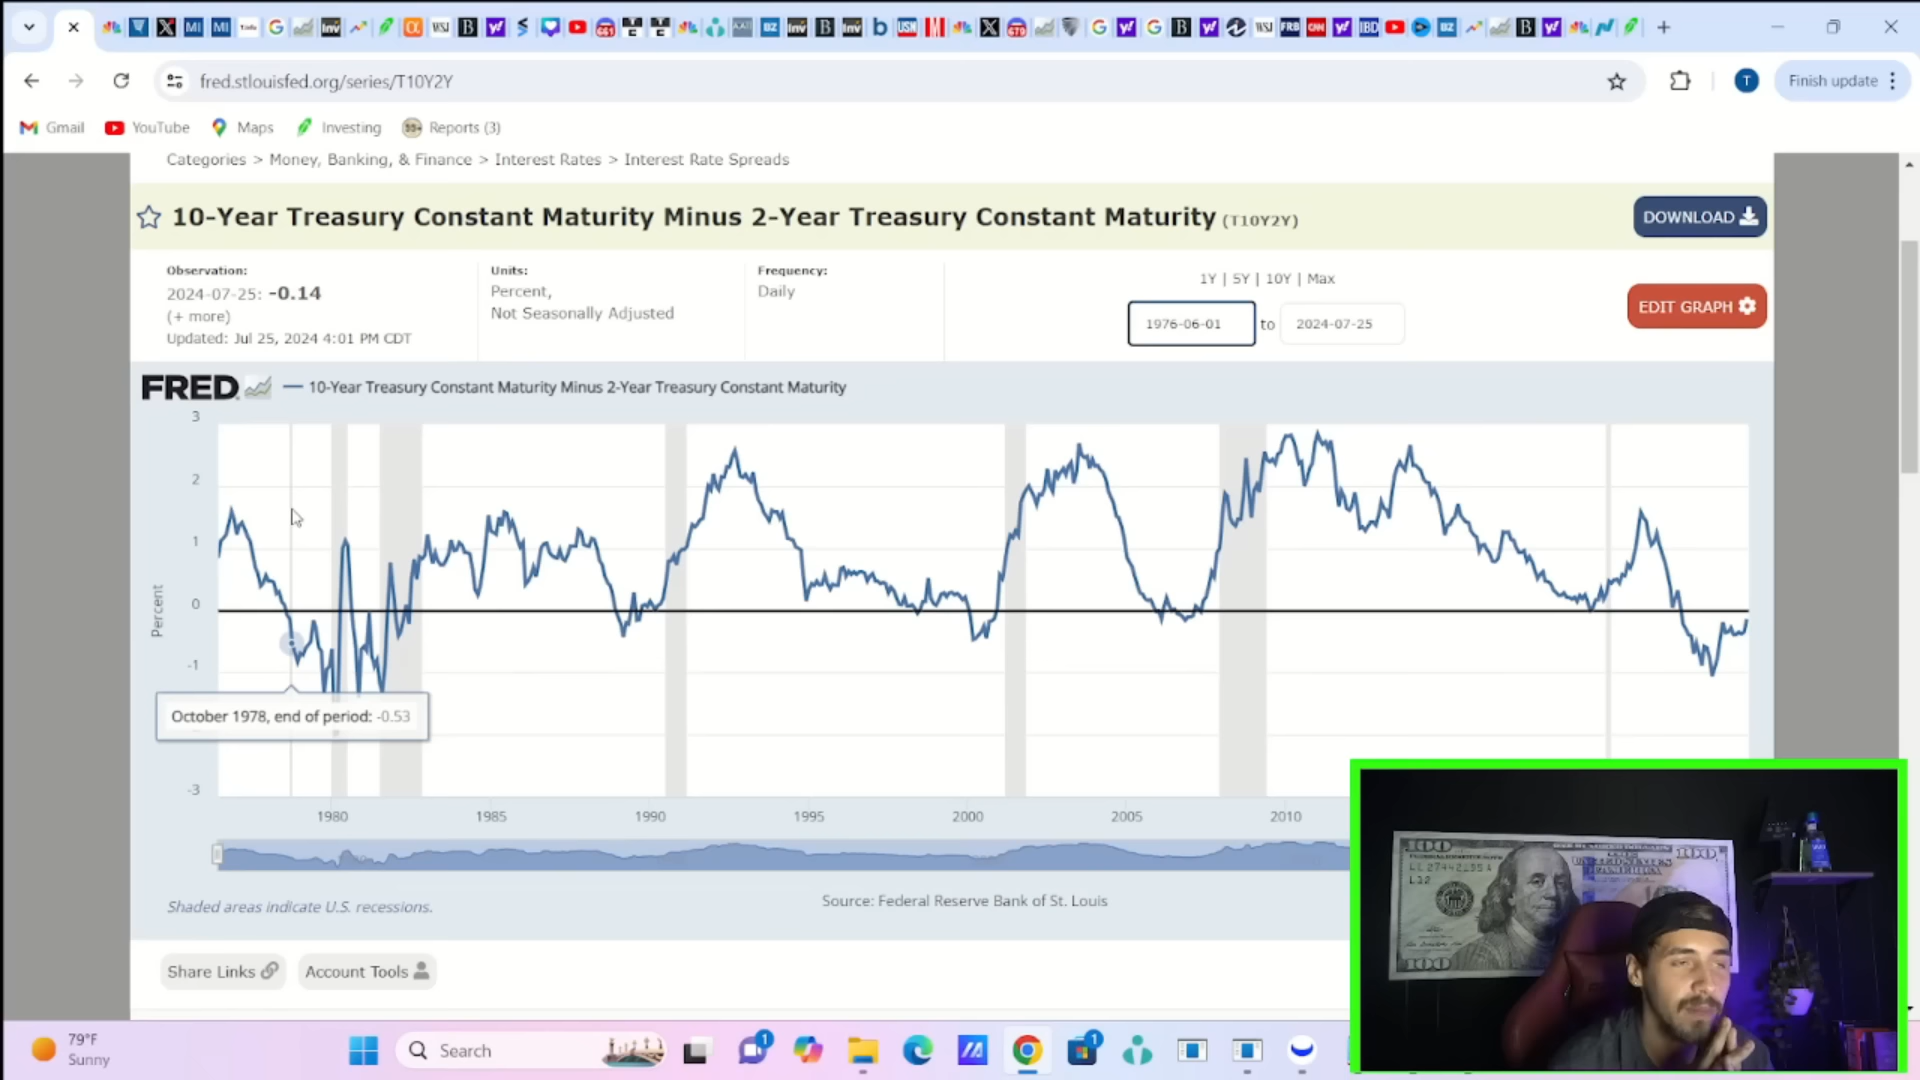 fred.stlouisfed.org/series/T10Y2Y
Finish update
Gmail
YouTube
Maps
Investing
Reports (3)
Categories > Money, Banking, & Finance > Interest Rates > Interest Rate Spreads
10-Year Treasury Constant Maturity Minus 2-Year Treasury Constant Maturity (T10Y2Y)
DOWNLOAD
Observation:
2024-07-25: -0.14
(+ more)
Updated: Jul 25, 2024 4:01 PM CDT
Units:
Percent,
Not Seasonally Adjusted
Frequency:
Daily
1Y | 5Y | 10Y | Max
1976-06-01 to 2024-07-25
EDIT GRAPH
FRED
10-Year Treasury Constant Maturity Minus 2-Year Treasury Constant Maturity
3
2
1
0
-1
-3
Percent
October 1978, end of period: -0.53
1980 1985 1990 1995 2000 2005 2010
Shaded areas indicate U.S. recessions.
Source: Federal Reserve Bank of St. Louis
Share Links
Account Tools
79°F
Sunny
Search